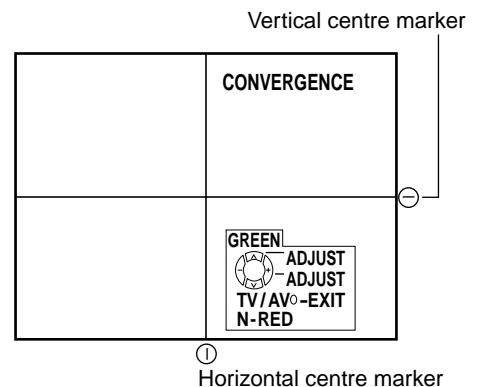 Vertical centre marker
CONVERGENCE
GREEN
ADJUST
ADJUST
TV/AV-EXIT
N-RED
Horizontal centre marker